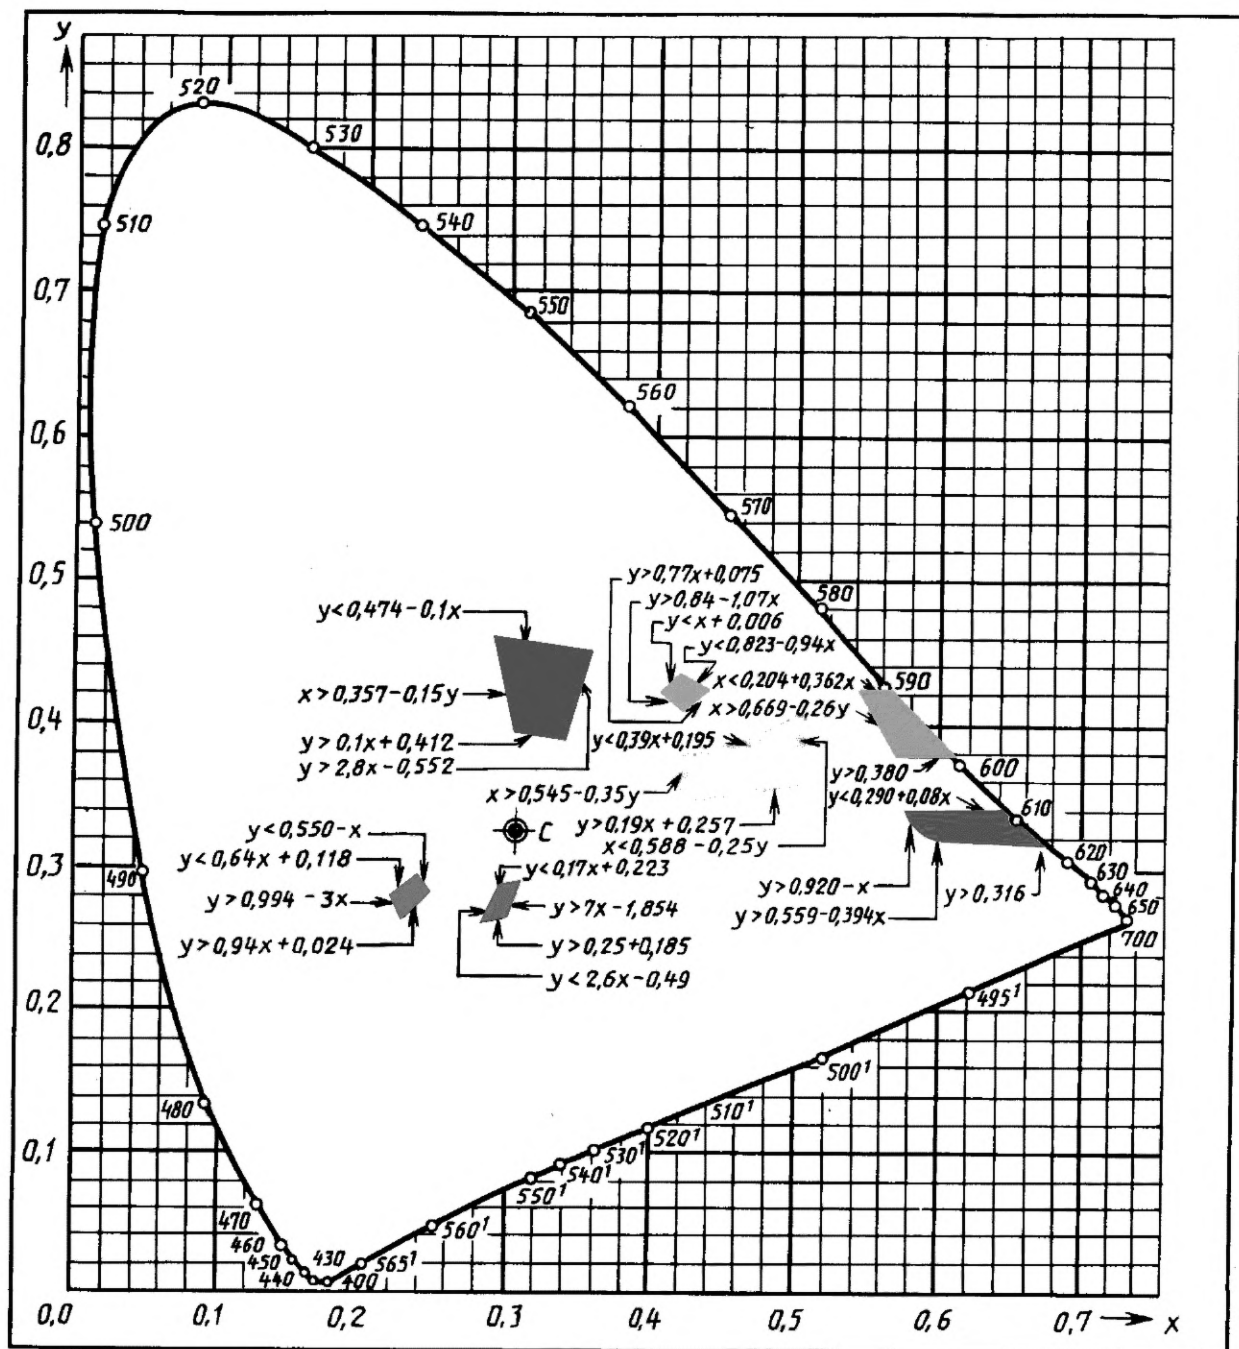 y
520
530
0,8
510
540
0,7
550
560
0,6
570
500
y>0,77x+0,075
0,5
y>0,84-1,07x
580
y<0,474-0,1x
y<x+0,006
y<0,823-0,94x
x<0,204+0,362x
590
x>0,357-0,15y
x>0,669-0,26y
0,4
y>0,1x+0,412
y<0,39x+0,195
y>2,8x-0,552
y>0,380
600
x>0,545-0,35y
y<0,290+0,08x
610
y<0,550-x
C
y>0,19x+0,257
x<0,588-0,25y
0,3
y<0,64x+0,118
y<0,17x+0,223
620
490
630
y>0,994-3x
y>7x-1,854
y>0,920-x
y>0,316
640
650
y>0,559-0,394x
700
y>0,94x+0,024
y>0,25+0,185
y<2,6x-0,49
0,2
495¹
500¹
480
510¹
0,1
520¹
530¹
540¹
550¹
470
560¹
460
450
430
565¹
440
400
0,0
0,1
0,2
0,3
0,4
0,5
0,6
0,7
x